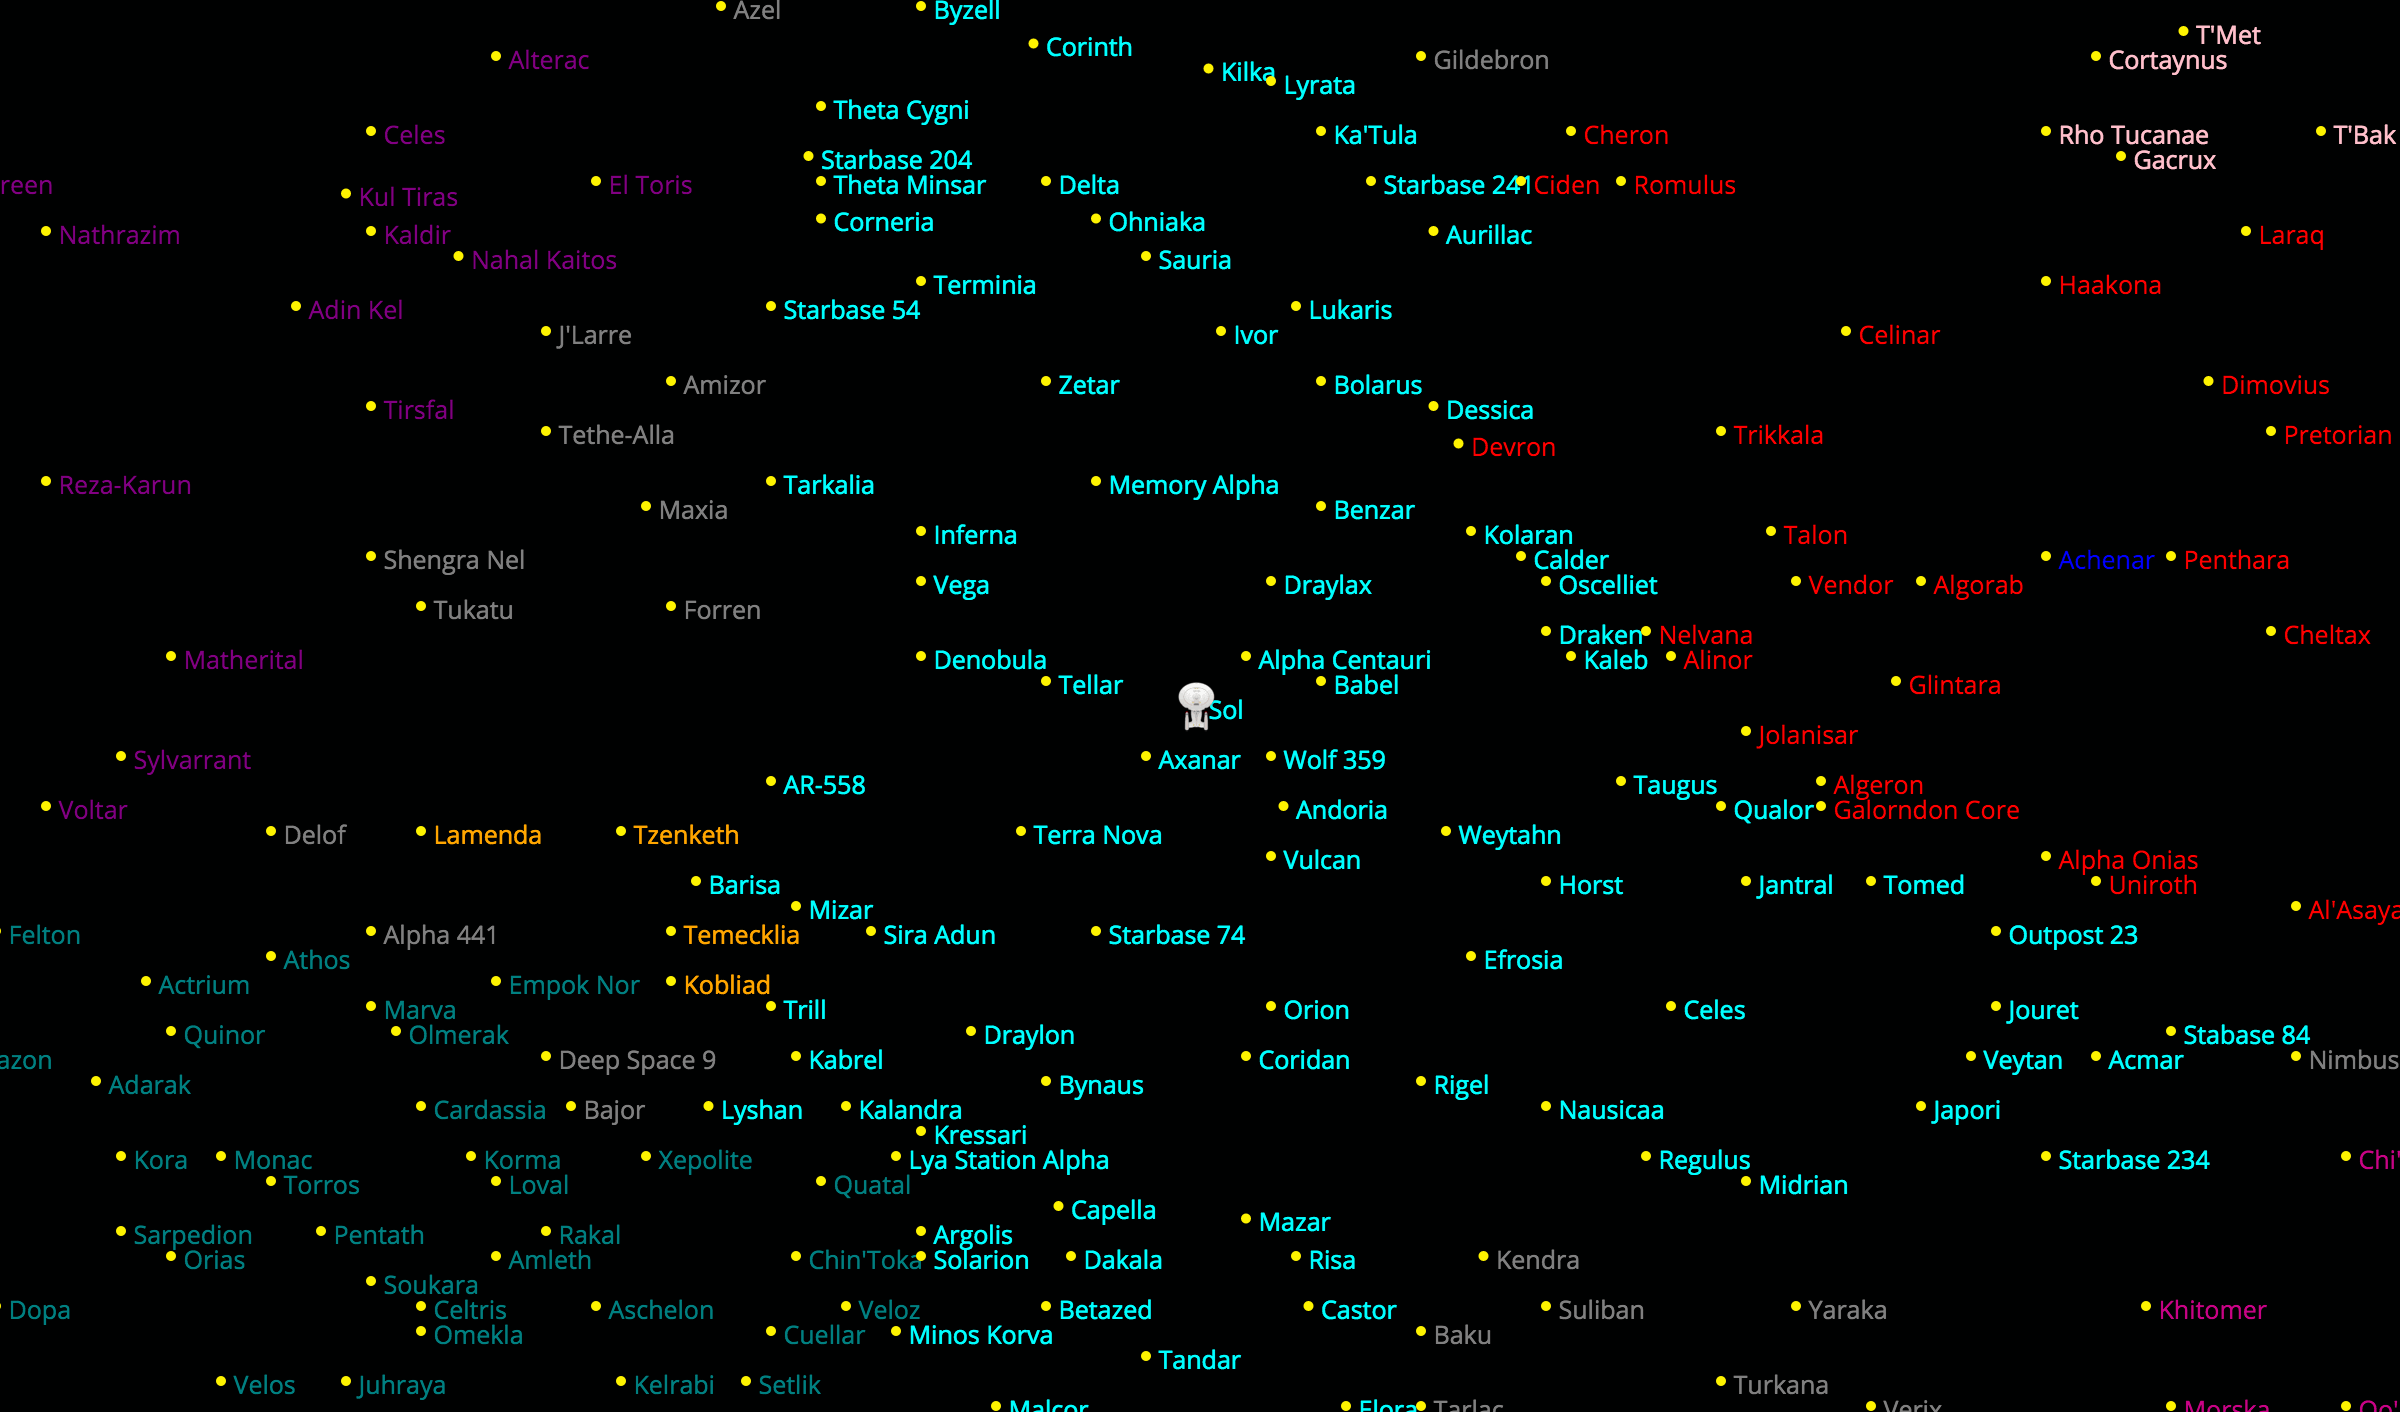 Azel
Byzell
T'Met
Corinth
Alterac
Gildebron
Cortaynus
Kilka
Lyrata
Theta Cygni
Celes
Ka'Tula
Cheron
Rho Tucanae
T'Bak
Starbase 204
Gacrux
reen
El Toris
Theta Minsar
Delta
Starbase 241
Ciden
Romulus
Kul Tiras
Corneria
Ohniaka
Nathrazim
Kaldir
Aurillac
Laraq
Nahal Kaitos
Sauria
Terminia
Haakona
Adin Kel
Starbase 54
Lukaris
J'Larre
Ivor
Celinar
Amizor
Zetar
Bolarus
Dimovius
Tirsfal
Dessica
Tethe-Alla
Trikkala
Pretorian
Devron
Reza-Karun
Tarkalia
Memory Alpha
Maxia
Benzar
Inferna
Kolaran
Talon
Shengra Nel
Calder
Achenar
Penthara
Vega
Draylax
Oscelliet
Vendor
Algorab
Tukatu
Forren
Draken
Nelvana
Cheltax
Matherital
Denobula
Alpha Centauri
Kaleb
Alinor
Tellar
Babel
Glintara
Sol
Jolanisar
Sylvarrant
Axanar
Wolf 359
AR-558
Taugus
Algeron
Voltar
Andoria
Qualor
Galorndon Core
Delof
Lamenda
Tzenketh
Terra Nova
Weytahn
Vulcan
Alpha Onias
Barisa
Horst
Jantral
Tomed
Uniroth
Mizar
Al'Asaya
Felton
Alpha 441
Temecklia
Sira Adun
Starbase 74
Outpost 23
Athos
Efrosia
Actrium
Empok Nor
Kobliad
Marva
Trill
Orion
Celes
Jouret
Quinor
Olmerak
Draylon
Stabase 84
azon
Deep Space 9
Kabrel
Coridan
Veytan
Acmar
Nimbus
Adarak
Bynaus
Rigel
Cardassia
Bajor
Lyshan
Kalandra
Nausicaa
Japori
Kressari
Kora
Monac
Korma
Xepolite
Lya Station Alpha
Regulus
Starbase 234
Chi'
Torros
Loval
Quatal
Midrian
Capella
Mazar
Sarpedion
Pentath
Rakal
Argolis
Orias
Amleth
Chin'Toka
Solarion
Dakala
Risa
Kendra
Soukara
Dopa
Celtris
Aschelon
Veloz
Betazed
Castor
Suliban
Yaraka
Khitomer
Omekla
Cuellar
Minos Korva
Baku
Tandar
Velos
Juhraya
Kelrabi
Setlik
Turkana
Malcor
Flora
Tarlac
Verix
Morska